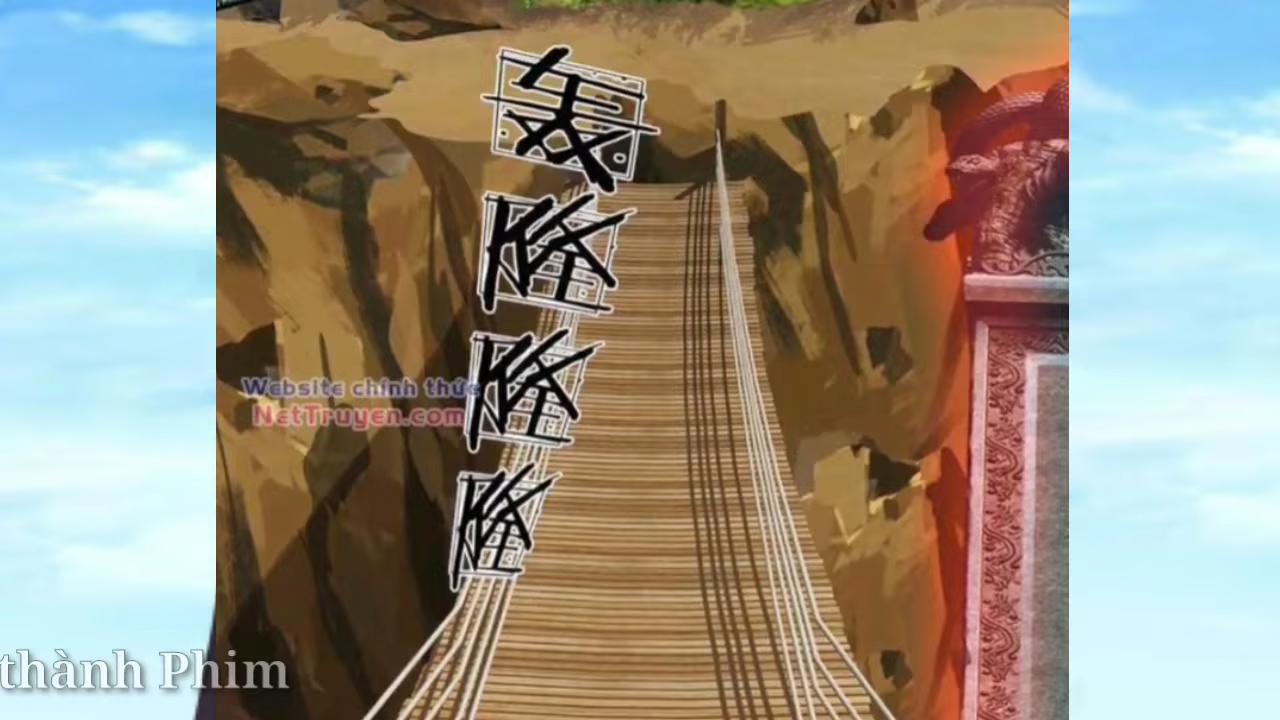 轰
隆
隆
隆
Website chính thức
NetTruyen.com
thành Phim